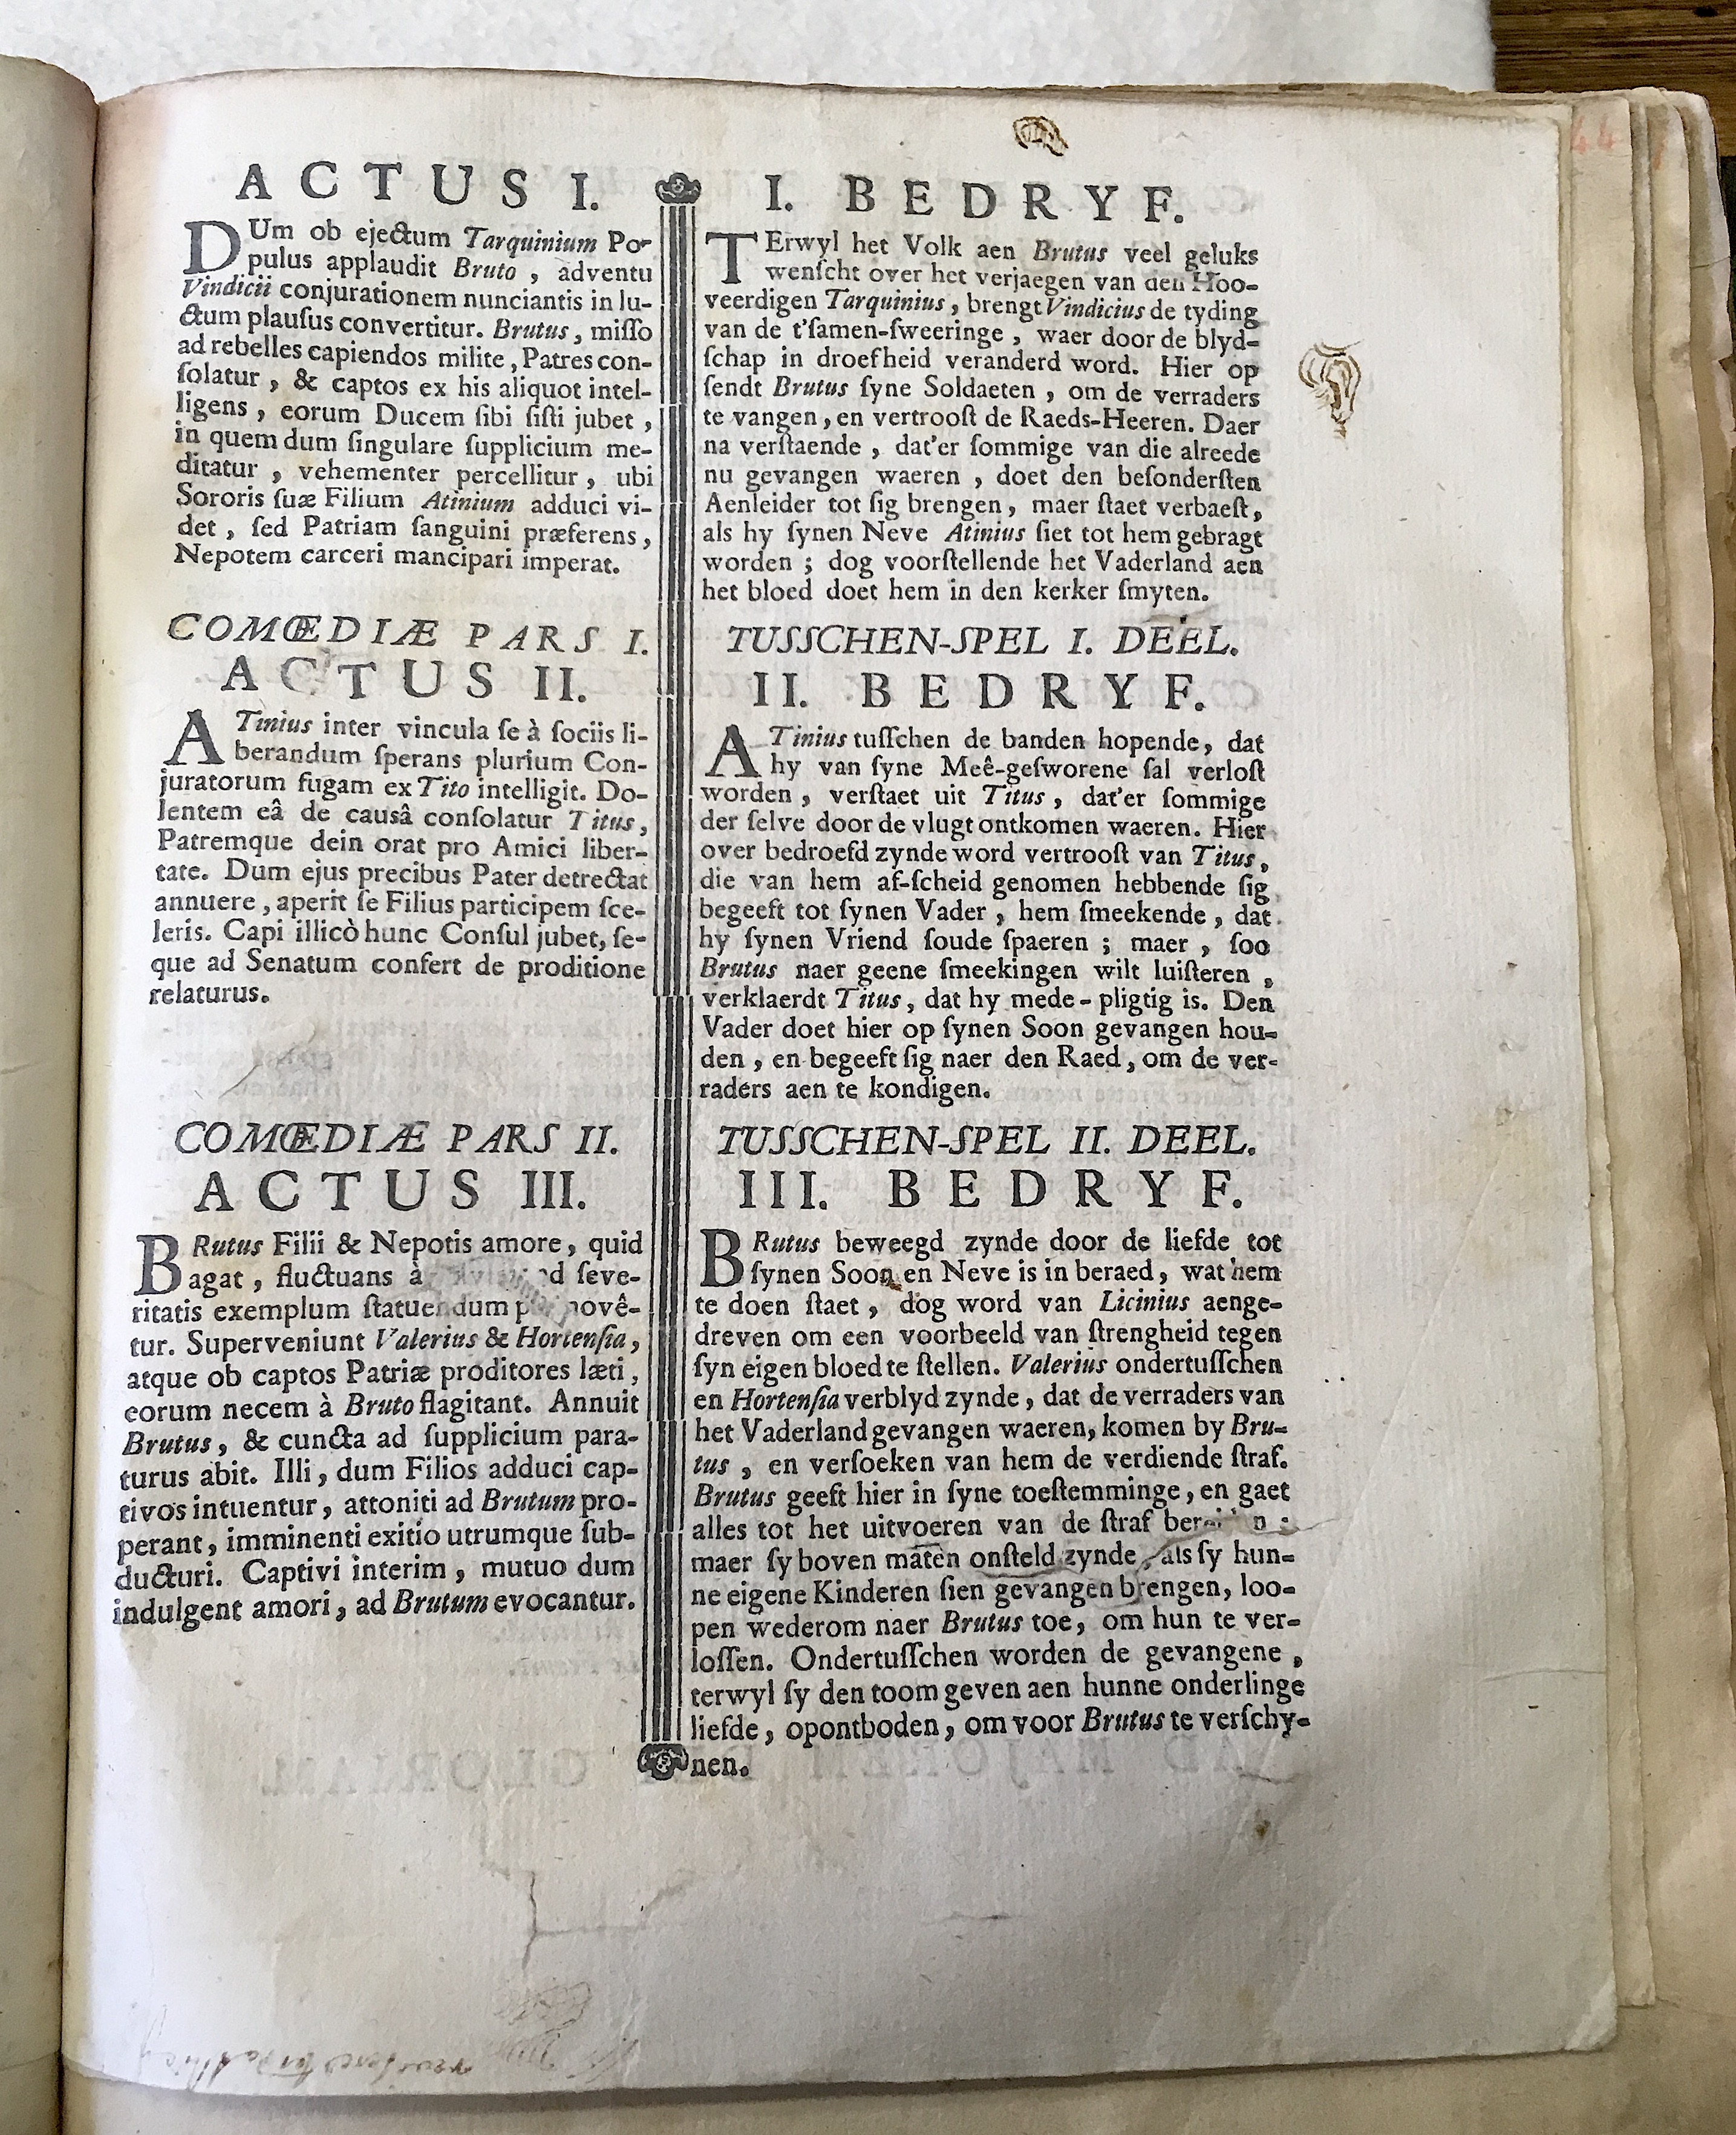 ACTUS I.
DUm ob ejectum Tarquinium Po-
pulus applaudit Bruto, adventu
Vindicii conjurationem nunciantis in lu-
ctum plauſus convertitur. Brutus, miſſo
ad rebelles capiendos milite, Patres con-
ſolatur, & captos ex his aliquot intel-
ligens, eorum Ducem ſibi ſiſti jubet,
in quem dum ſingulare ſupplicium me-
ditatur, vehementer percellitur, ubi
Sororis ſuæ Filium Atinium adduci vi-
det, ſed Patriam ſanguini præferens,
Nepotem carceri mancipari imperat.
COMŒDIÆ PARS I.
ACTUS II.
ATinius inter vincula ſe à ſociis li-
berandum ſperans plurium Con-
juratorum fugam ex Tito intelligit. Do-
lentem eâ de causâ conſolatur Titus,
Patremque dein orat pro Amici liber-
tate. Dum ejus precibus Pater detrectat
annuere, aperit ſe Filius participem ſce-
leris. Capi illicò hunc Conſul jubet, ſe-
que ad Senatum confert de proditione
relaturus.
COMŒDIÆ PARS II.
ACTUS III.
BRutus Filii & Nepotis amore, quid
agat, fluctuans à ad ſeve-
ritatis exemplum ſtatuendum
tur. Superveniunt Valerius & Hortenſia,
atque ob captos Patriæ proditores læti,
eorum necem à Bruto flagitant. Annuit
Brutus, & cuncta ad ſupplicium para-
turus abit. Illi, dum Filios adduci cap-
tivos intuentur, attoniti ad Brutum pro-
perant, imminenti exitio utrumque ſub-
ducturi. Captivi interim, mutuo dum
indulgent amori, ad Brutum evocantur.
I. BEDRYF.
TErwyl het Volk aen Brutus veel geluks
wenſcht over het verjaegen van den Hoo-
veerdigen Tarquinius, brengt Vindicius de tyding
van de t'ſamen-ſweeringe, waer door de blyd-
ſchap in droefheid veranderd word. Hier op
ſendt Brutus ſyne Soldaeten, om de verraders
te vangen, en vertrooſt de Raeds-Heeren. Daer
na verſtaende, dat'er ſommige van die alreede
nu gevangen waeren, doet den beſonderſten
Aenleider tot ſig brengen, maer ſtaet verbaeſt,
als hy ſynen Neve Atinius ſiet tot hem gebragt
worden; dog voorſtellende het Vaderland aen
het bloed doet hem in den kerker ſmyten.
TUSSCHEN-SPEL I. DEEL.
II. BEDRYF.
ATinius tuſſchen de banden hopende, dat
hy van ſyne Meê-geſworene ſal verloſt
worden, verſtaet uit Titus, dat'er ſommige
der ſelve door de vlugt ontkomen waeren. Hier
over bedroefd zynde word vertrooſt van Titus,
die van hem af-ſcheid genomen hebbende ſig
begeeft tot ſynen Vader, hem ſmeekende, dat
hy ſynen Vriend ſoude ſpaeren; maer, ſoo
Brutus naer geene ſmeekingen wilt luiſteren,
verklaerdt Titus, dat hy mede-pligtig is. Den
Vader doet hier op ſynen Soon gevangen hou-
den, en begeeft ſig naer den Raed, om de ver-
raders aen te kondigen.
TUSSCHEN-SPEL II. DEEL.
III. BEDRYF.
BRutus beweegd zynde door de liefde tot
ſynen Soon en Neve is in beraed, wat hem
te doen ſtaet, dog word van Licinius aenge-
dreven om een voorbeeld van ſtrengheid tegen
ſyn eigen bloed te ſtellen. Valerius ondertuſſchen
en Hortenſia verblyd zynde, dat de verraders van
het Vaderland gevangen waeren, komen by Bru-
tus, en verſoeken van hem de verdiende ſtraf.
Brutus geeft hier in ſyne toeſtemminge, en gaet
alles tot het uitvoeren van de ſtraf bereiden:
maer ſy boven maten onſteld zynde, als ſy hun-
ne eigene Kinderen ſien gevangen brengen, loo-
pen wederom naer Brutus toe, om hun te ver-
loſſen. Ondertuſſchen worden de gevangene,
terwyl ſy den toom geven aen hunne onderlinge
liefde, opontboden, om voor Brutus te verſchy-
nen.